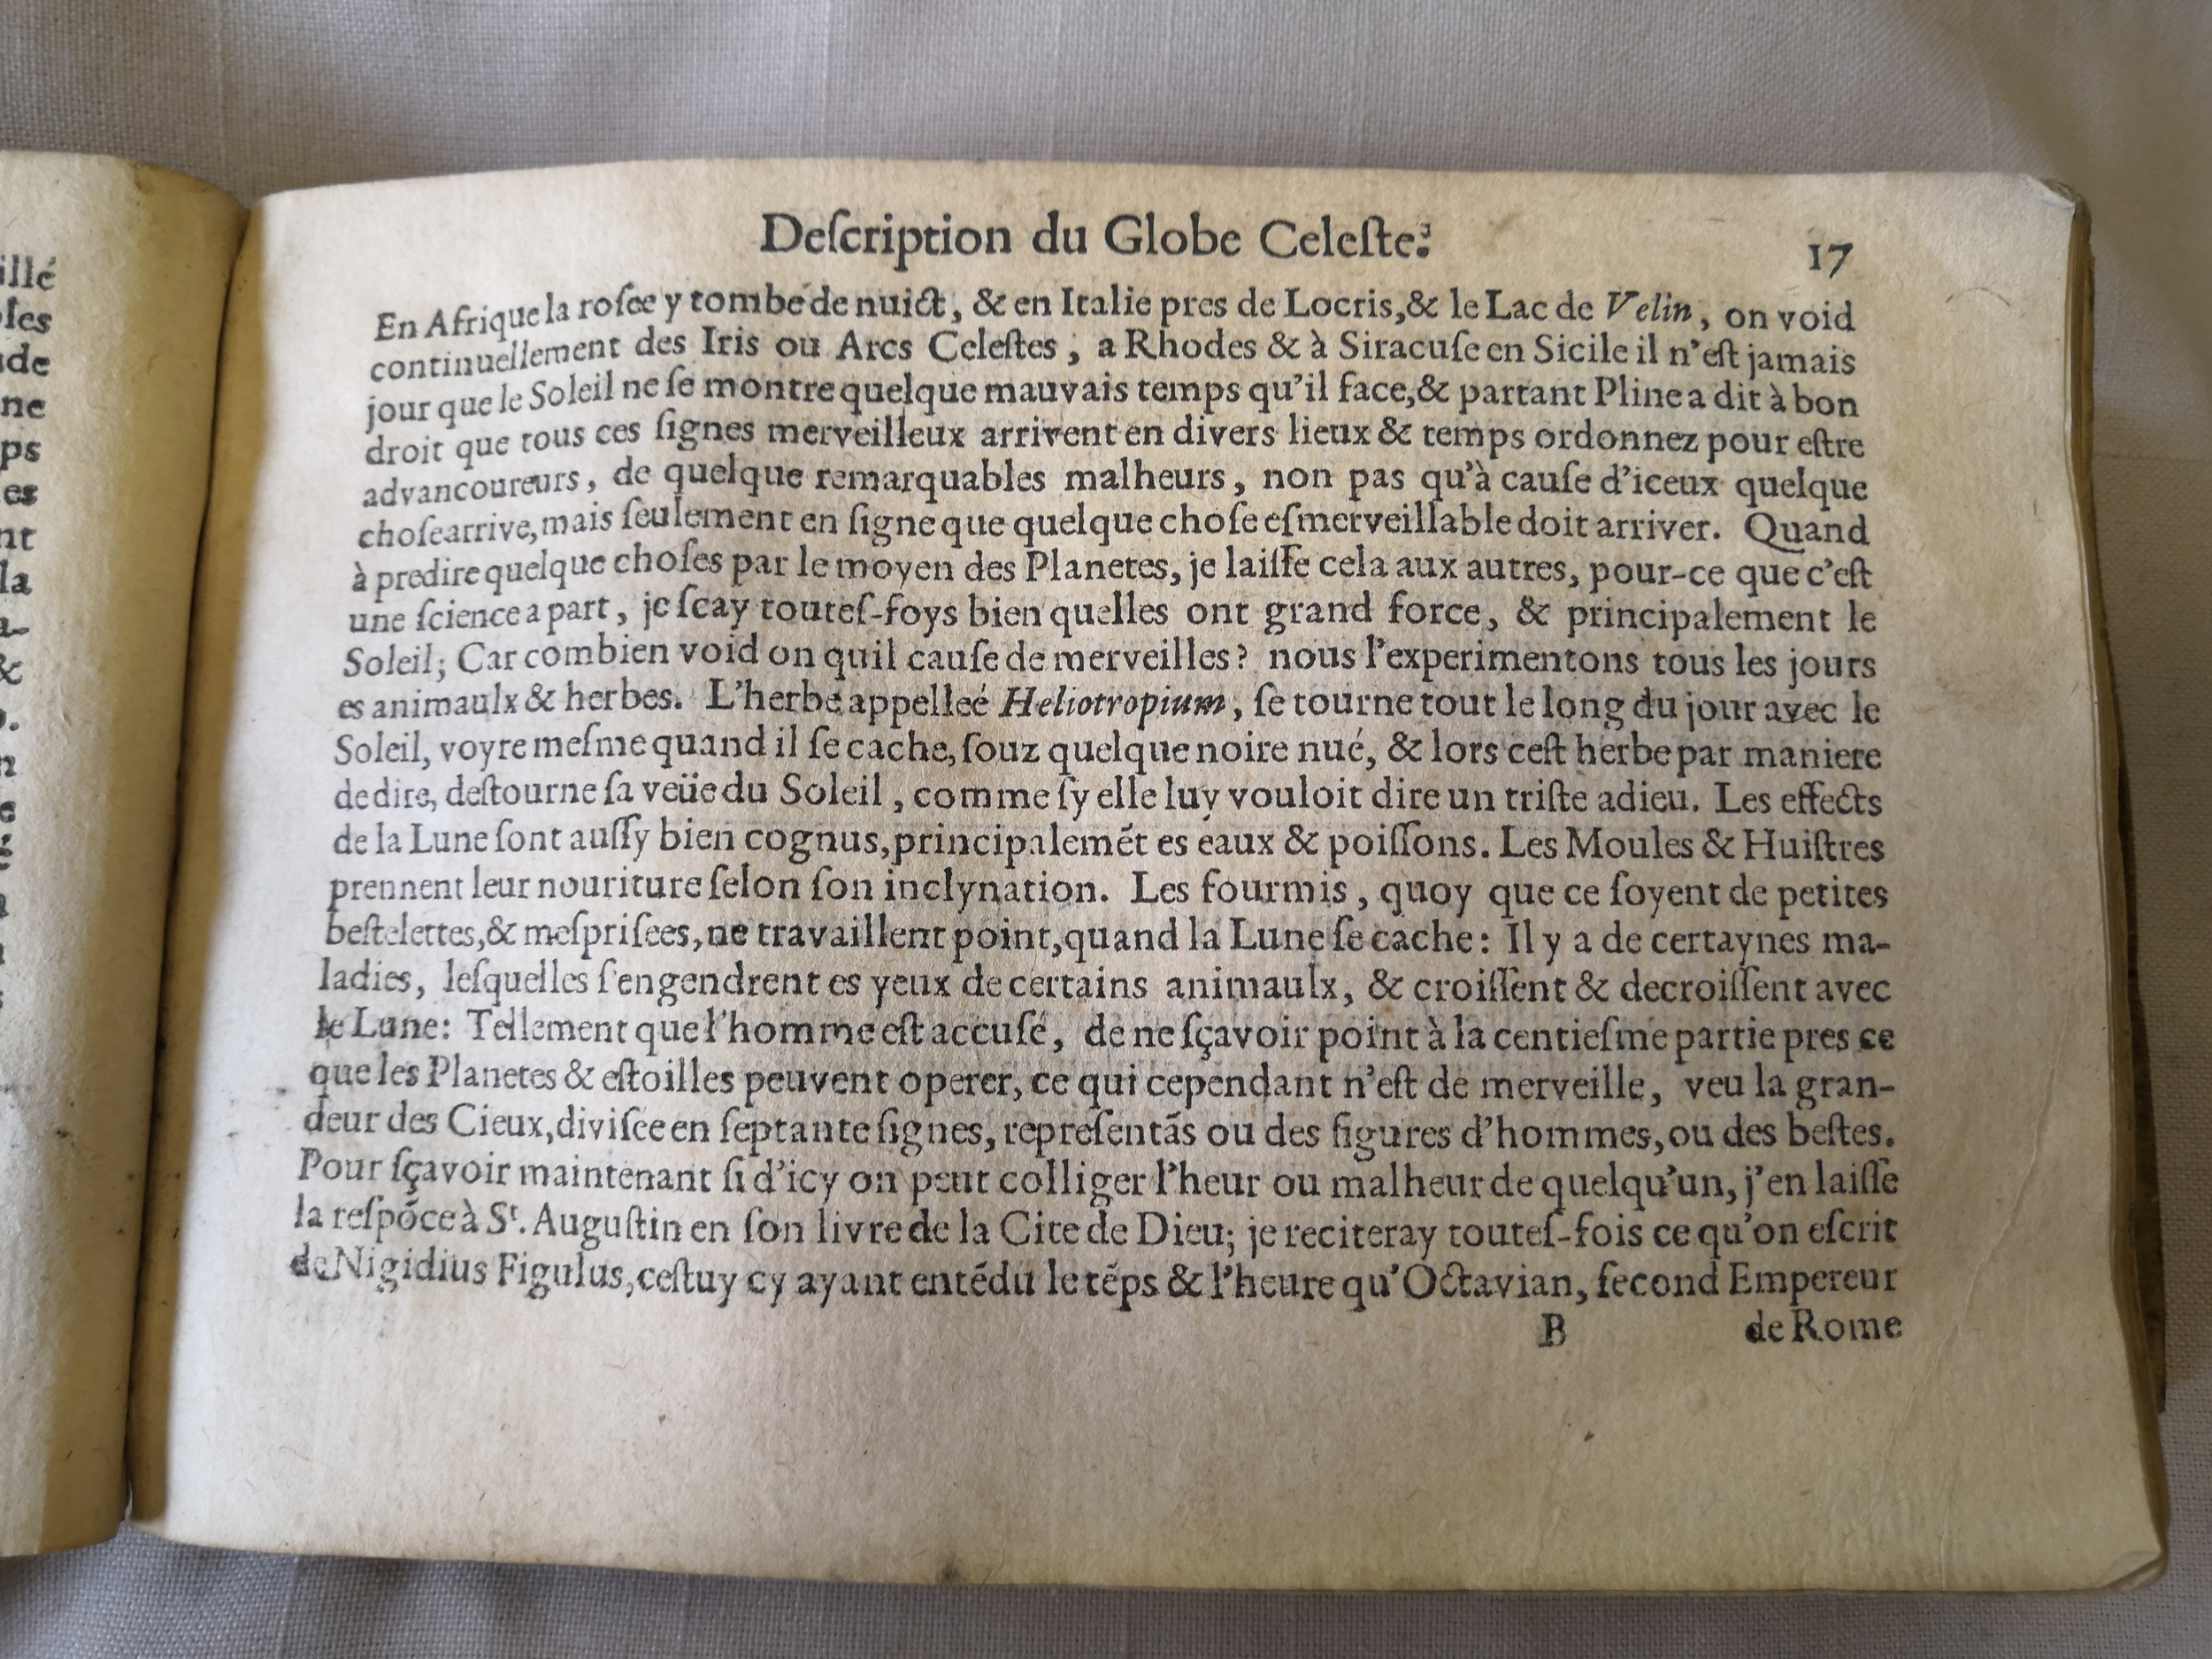 Deſcription du Globe Celeſte.
17
En Afrique la roſee y tombe de nuict, & en Italie pres de Locris, & le Lac de Velin, on void
continuellement des Iris ou Arcs Celeſtes, a Rhodes & à Siracuſe en Sicile il n'eſt jamais
jour que le Soleil ne ſe montre quelque mauvais temps qu'il face, & partant Pline a dit à bon
droit que tous ces ſignes merveilleux arrivent en divers lieux & temps ordonnez pour eſtre
advancoureurs, de quelque remarquables malheurs, non pas qu'à cauſe d'iceux quelque
choſe arrive, mais ſeulement en ſigne que quelque choſe eſmerveillable doit arriver. Quand
à predire quelque choſes par le moyen des Planetes, je laiſſe cela aux autres, pour-ce que c'eſt
une ſcience a part, je ſcay touteſ-foys bien quelles ont grand force, & principalement le
Soleil; Car combien void on quil cauſe de merveilles? nous l'experimentons tous les jours
es animaulx & herbes. L'herbe appelleé Heliotropium, ſe tourne tout le long du jour avec le
Soleil, voyre meſme quand il ſe cache, ſouz quelque noire nué, & lors ceſt herbe par maniere
de dire, deſtourne ſa veüe du Soleil, comme ſy elle luy vouloit dire un triſte adieu. Les effects
de la Lune ſont auſſy bien cognus, principalemẽt es eaux & poiſſons. Les Moules & Huiſtres
prennent leur nouriture ſelon ſon inclynation. Les fourmis, quoy que ce ſoyent de petites
beſtelettes, & meſpriſees, ne travaillent point, quand la Lune ſe cache: Il y a de certaynes ma-
ladies, leſquelles ſ'engendrent es yeux de certains animaulx, & croiſſent & decroiſſent avec
le Lune: Tellement que l'homme eſt accuſé, de ne ſçavoir point à la centieſme partie pres ce
que les Planetes & eſtoilles peuvent operer, ce qui cependant n'eſt de merveille, veu la gran-
deur des Cieux, diviſee en ſeptante ſignes, repreſentãs ou des figures d'hommes, ou des beſtes.
Pour ſçavoir maintenant ſi d'icy on peut colliger l'heur ou malheur de quelqu'un, j'en laiſſe
la reſpõce à Sᵗ. Auguſtin en ſon livre de la Cite de Dieu; je reciteray touteſ-fois ce qu'on eſcrit
de Nigidius Figulus, ceſtuy cy ayant entẽdu le tẽps & l'heure qu'Octavian, ſecond Empereur
B de Rome